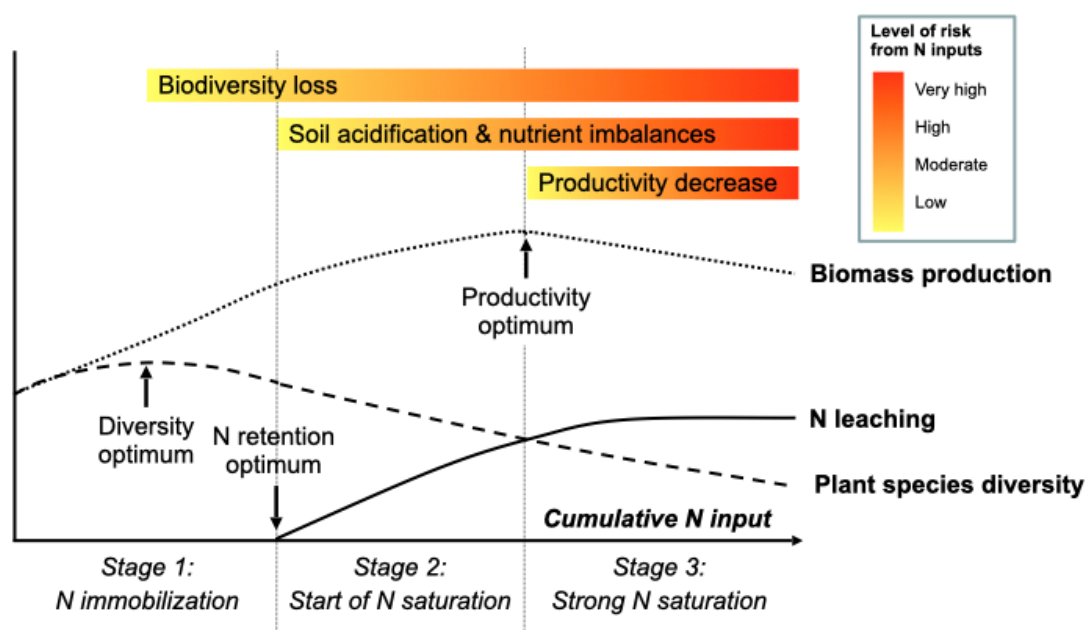 Level of risk
from N inputs
Very high
High
Moderate
Low
Biodiversity loss
Soil acidification & nutrient imbalances
Productivity decrease
Biomass production
Productivity
optimum
Diversity
optimum
N retention
optimum
N leaching
Plant species diversity
Cumulative N input
Stage 1:
N immobilization
Stage 2:
Start of N saturation
Stage 3:
Strong N saturation